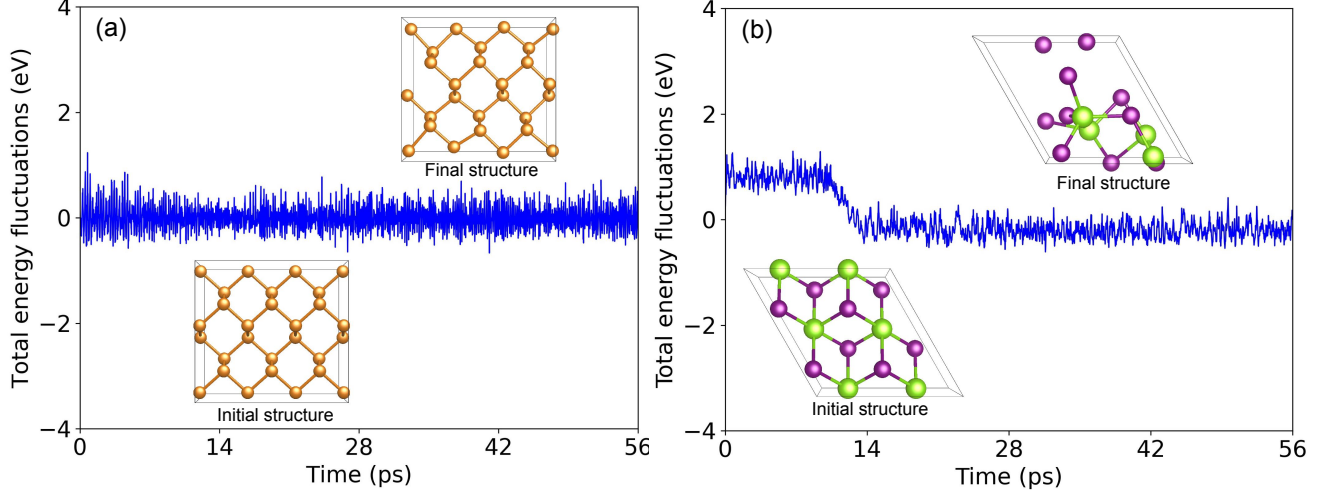 (a)
Total energy fluctuations (eV)
4
2
0
−2
−4
Final structure
Initial structure
0 14 28 42 56
Time (ps)
(b)
Total energy fluctuations (eV)
4
2
0
−2
−4
Final structure
Initial structure
0 14 28 42 56
Time (ps)